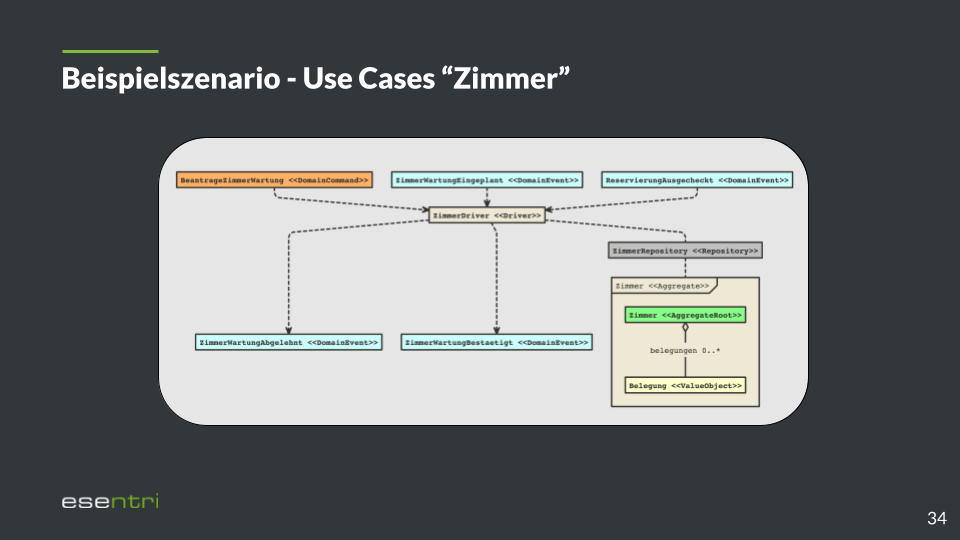 Beispielszenario - Use Cases “Zimmer”
BeantrageZimmerWartung <<DomainCommand>>
ZimmerWartungEingeplant <<DomainEvent>>
ReservierungAusgecheckt <<DomainEvent>>
ZimmerDriver <<Driver>>
ZimmerRepository <<Repository>>
Zimmer <<Aggregate>>
Zimmer <<AggregateRoot>>
ZimmerWartungAbgelehnt <<DomainEvent>>
ZimmerWartungBestaetigt <<DomainEvent>>
belegungen 0..*
Belegung <<ValueObject>>
esentri
34